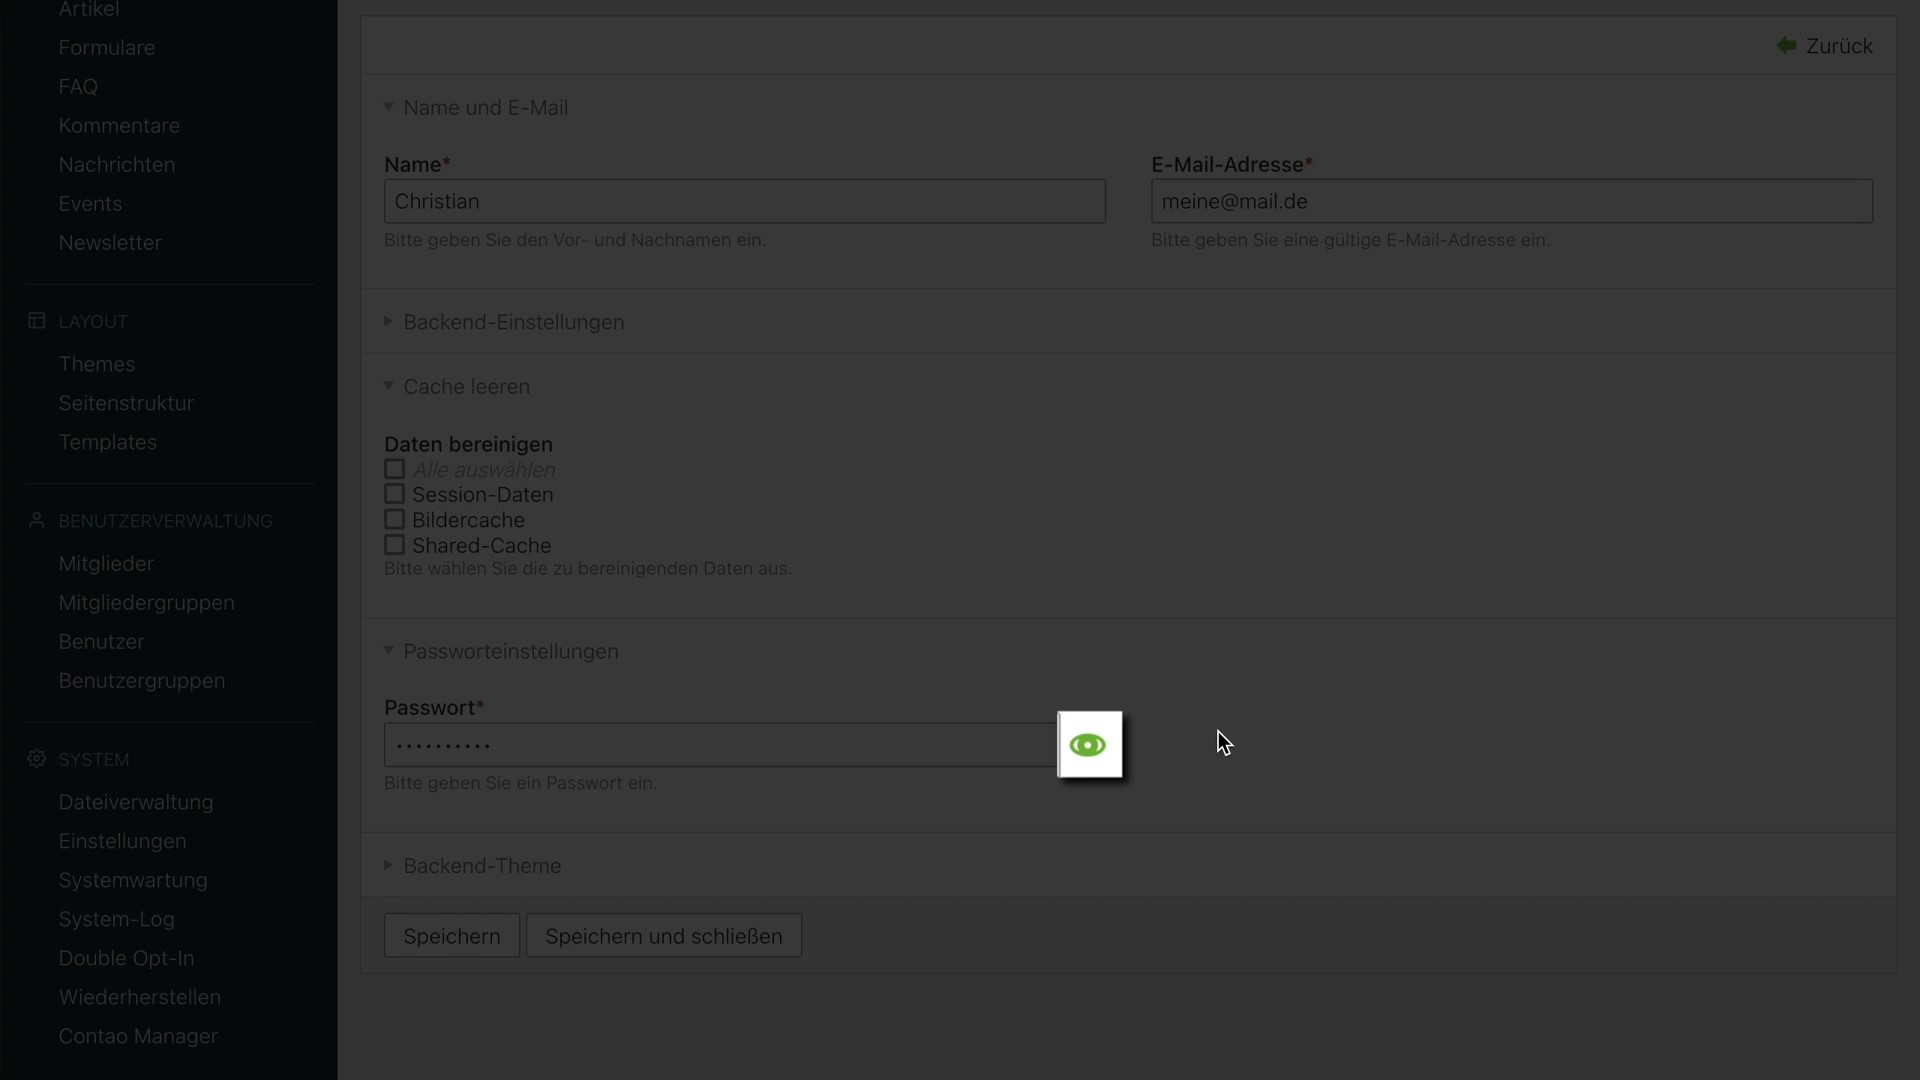 Artikel
Formulare
FAQ
Kommentare
Nachrichten
Events
Newsletter
LAYOUT
Themes
Seitenstruktur
Templates
BENUTZERVERWALTUNG
Mitglieder
Mitgliedergruppen
Benutzer
Benutzergruppen
SYSTEM
Dateiverwaltung
Einstellungen
Systemwartung
System-Log
Double Opt-In
Wiederherstellen
Contao Manager
Zurück
Name und E-Mail
Name*
Christian
Bitte geben Sie den Vor- und Nachnamen ein.
E-Mail-Adresse*
meine@mail.de
Bitte geben Sie eine gültige E-Mail-Adresse ein.
Backend-Einstellungen
Cache leeren
Daten bereinigen
Alle auswählen
Session-Daten
Bildercache
Shared-Cache
Bitte wählen Sie die zu bereinigenden Daten aus.
Passworteinstellungen
Passwort*
••••••••••
Bitte geben Sie ein Passwort ein.
Backend-Theme
Speichern
Speichern und schließen